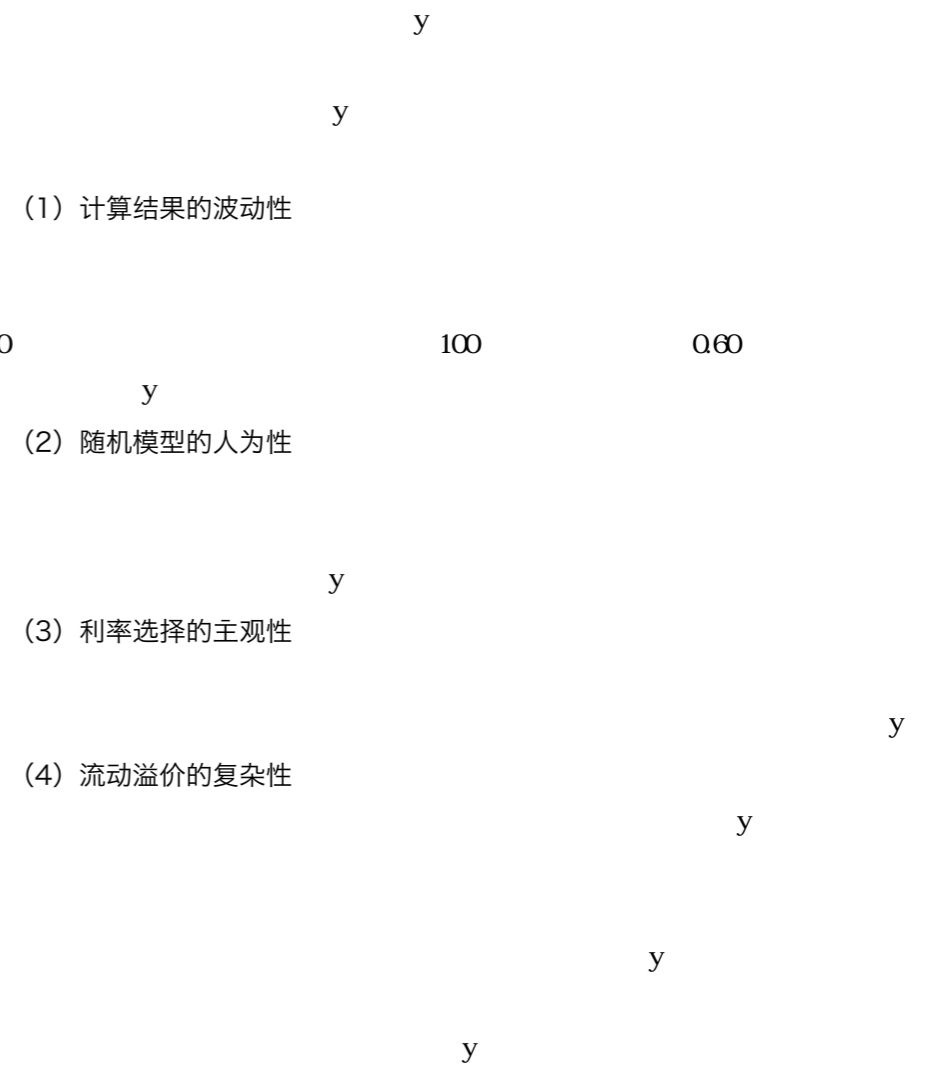 y
y
（1）计算结果的波动性
0 100 0.60
y
（2）随机模型的人为性
y
（3）利率选择的主观性
y
（4）流动溢价的复杂性
y
y
y